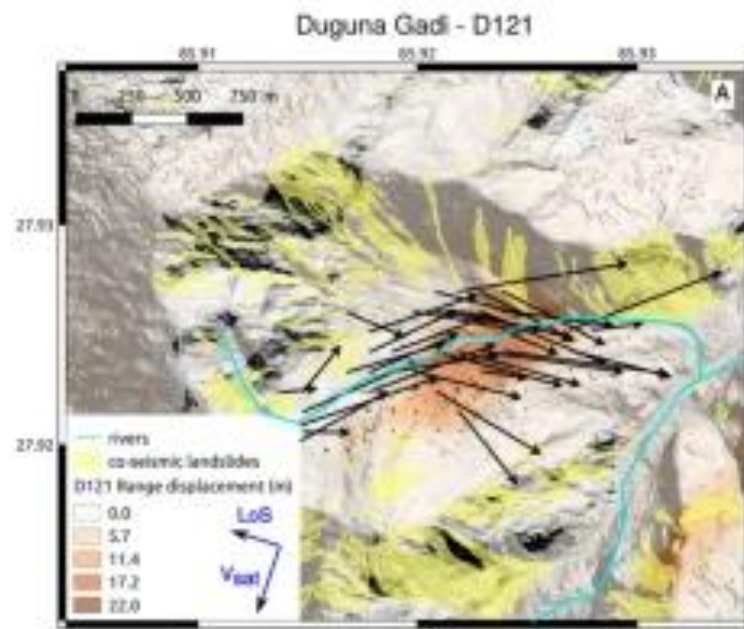 Duguna Gadi - D121
85.91 85.92 85.93
250 500 750 m
A
27.93
27.92
rivers
co-seismic landslides
D121 Range displacement (m)
0.0
5.7
11.4
17.2
22.0
LoS
Vsat